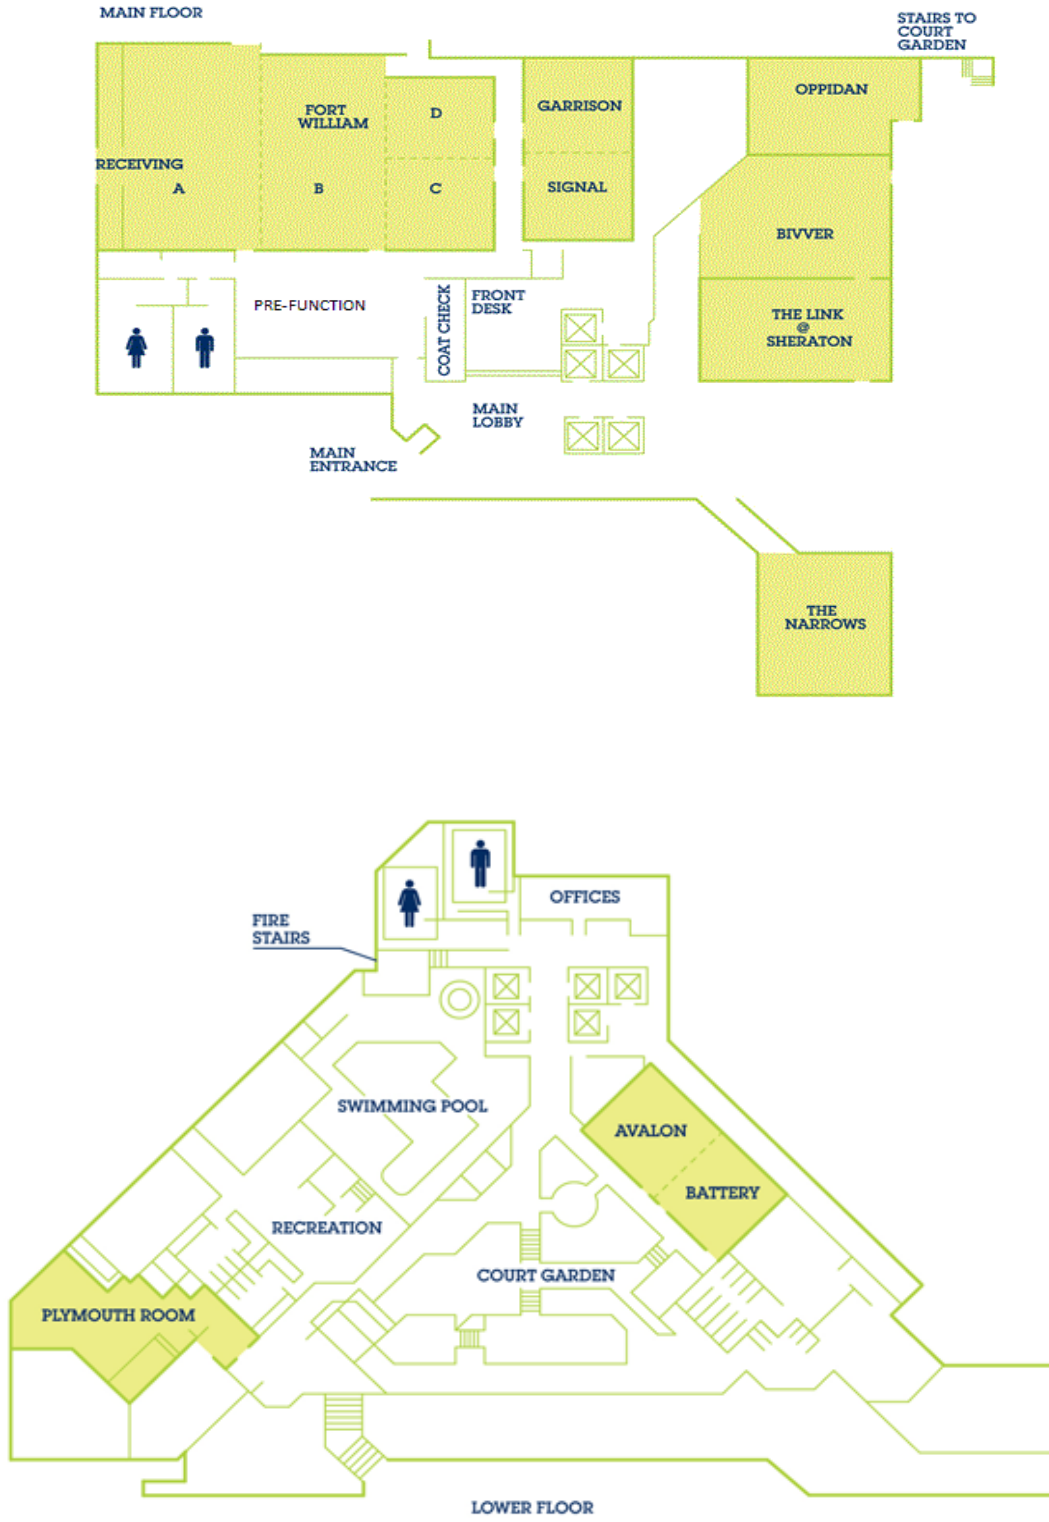 MAIN FLOOR
STAIRS TO
COURT
GARDEN
OPPIDAN
FORT
WILLIAM
D
GARRISON
RECEIVING
A
B
C
SIGNAL
BIVVER
PRE-FUNCTION
COAT CHECK
FRONT
DESK
THE LINK
@
SHERATON
MAIN
LOBBY
MAIN
ENTRANCE
THE
NARROWS
OFFICES
FIRE
STAIRS
SWIMMING POOL
AVALON
BATTERY
RECREATION
COURT GARDEN
PLYMOUTH ROOM
LOWER FLOOR